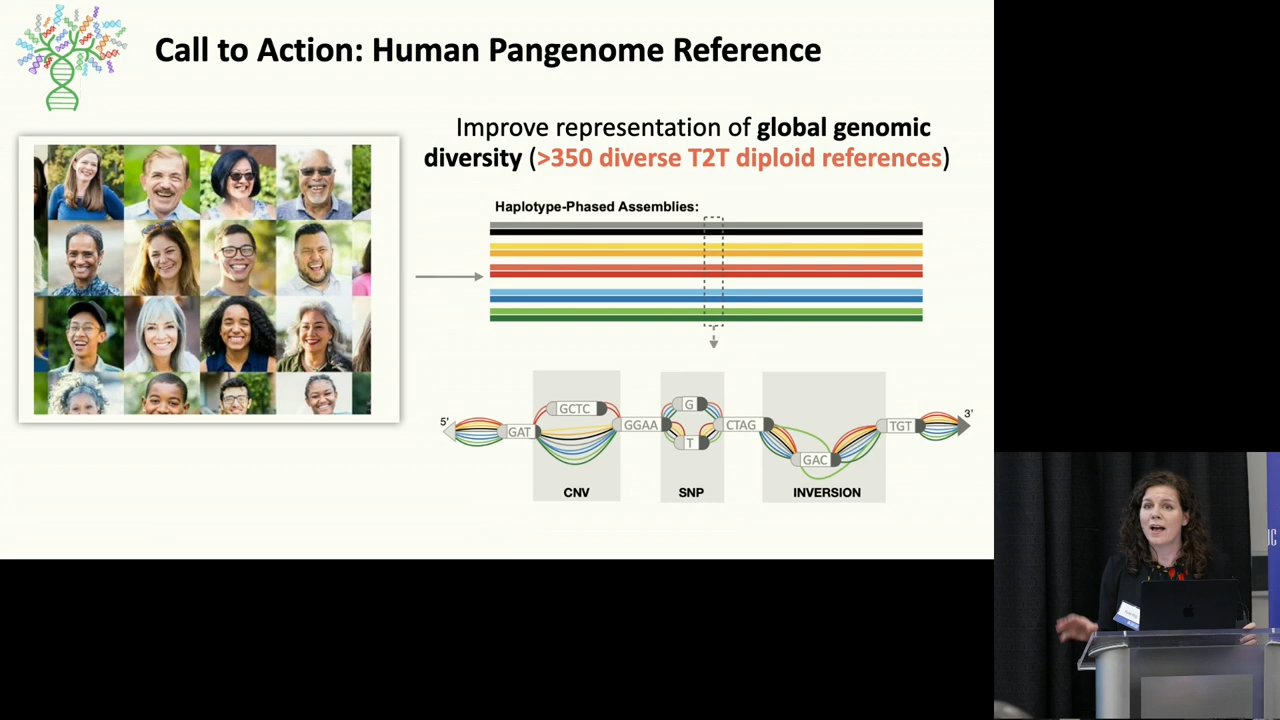 Call to Action: Human Pangenome Reference
Improve representation of global genomic
diversity (>350 diverse T2T diploid references)
Haplotype-Phased Assemblies:
5'
GAT
GCTC
GGAA
G
T
CTAG
GAC
TGT
3'
CNV
SNP
INVERSION